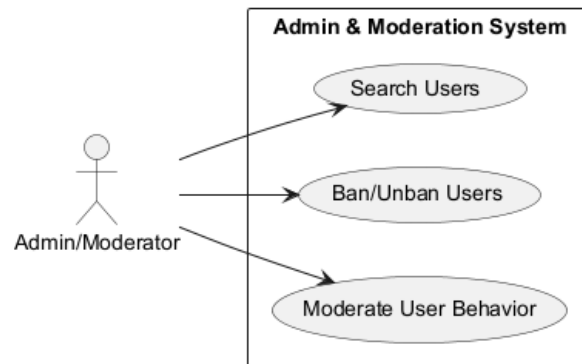 Admin & Moderation System
Search Users
Ban/Unban Users
Admin/Moderator
Moderate User Behavior